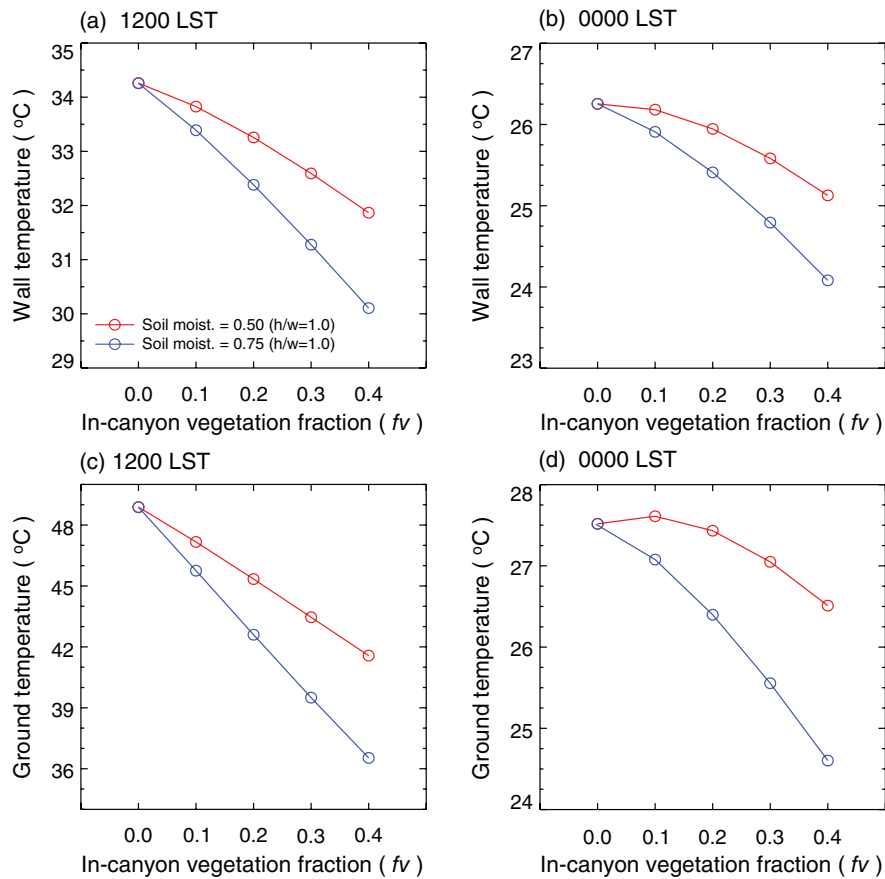 (a) 1200 LST
Wall temperature ( °C )
35
34
33
32
31
30
29
Soil moist. = 0.50 (h/w=1.0)
Soil moist. = 0.75 (h/w=1.0)
0.0 0.1 0.2 0.3 0.4
In-canyon vegetation fraction ( fv )
(b) 0000 LST
Wall temperature ( °C )
27
26
25
24
23
0.0 0.1 0.2 0.3 0.4
In-canyon vegetation fraction ( fv )
(c) 1200 LST
Ground temperature ( °C )
48
45
42
39
36
0.0 0.1 0.2 0.3 0.4
In-canyon vegetation fraction ( fv )
(d) 0000 LST
Ground temperature ( °C )
28
27
26
25
24
0.0 0.1 0.2 0.3 0.4
In-canyon vegetation fraction ( fv )